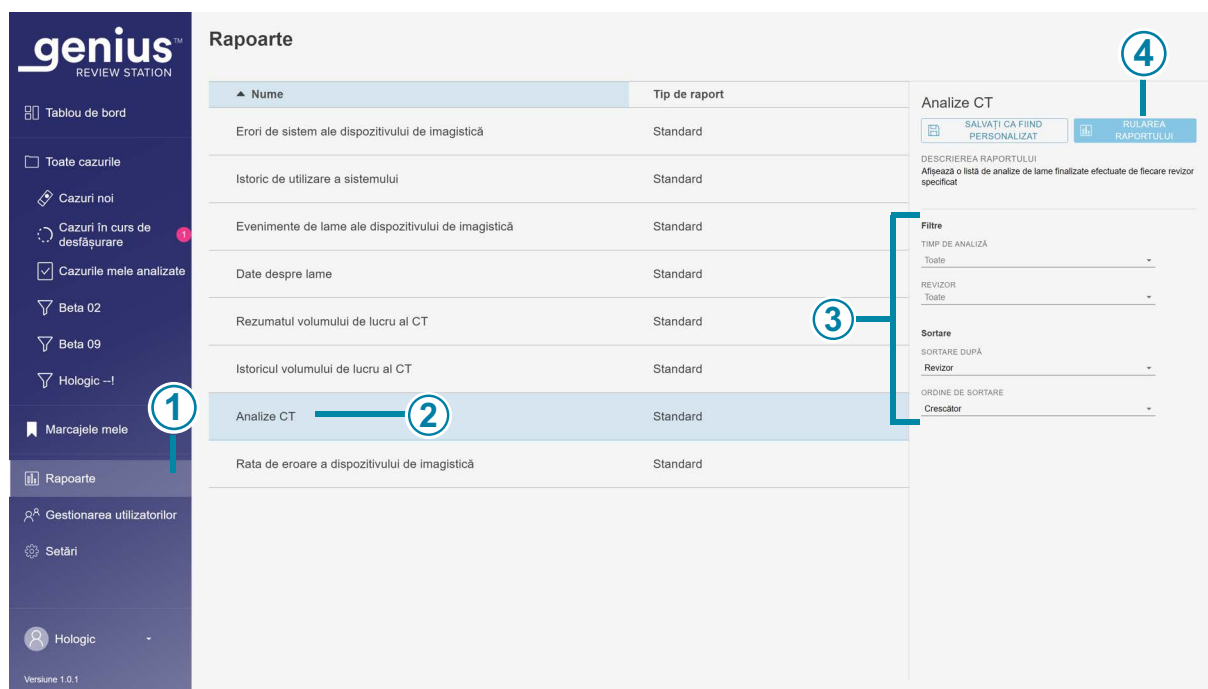 genius™
REVIEW STATION
Tablou de bord
Toate cazurile
Cazuri noi
Cazuri în curs de
desfășurare
1
Cazurile mele analizate
Beta 02
Beta 09
Hologic --!
1
Marcajele mele
Rapoarte
Gestionarea utilizatorilor
Setări
Hologic
Versiune 1.0.1
Rapoarte
Nume Tip de raport
Erori de sistem ale dispozitivului de imagistică Standard
Istoric de utilizare a sistemului Standard
Evenimente de lame ale dispozitivului de imagistică Standard
Date despre lame Standard
Rezumatul volumului de lucru al CT Standard
Istoricul volumului de lucru al CT Standard
Analize CT 2 Standard
Rata de eroare a dispozitivului de imagistică Standard
4
Analize CT
SALVAȚI CA FIIND
PERSONALIZAT
RULAREA
RAPORTULUI
DESCRIEREA RAPORTULUI
Afișează o listă de analize de lame finalizate efectuate de fiecare revizor
specificat
3
Filtre
TIMP DE ANALIZĂ
Toate
REVIZOR
Toate
Sortare
SORTARE DUPĂ
Revizor
ORDINE DE SORTARE
Crescător